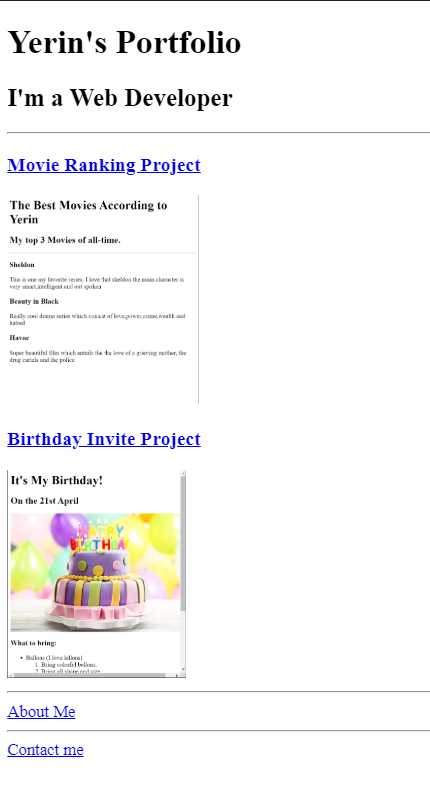 Yerin's Portfolio
I'm a Web Developer
Movie Ranking Project
The Best Movies According to
Yerin
My top 3 Movies of all-time.
Sheldon
This is one my favorite series. I love that sheldon the main character is
very smart,intelligent and out spoken
Beauty in Black
Really cool drama series which consist of love,power,crime,wealth and
hatred
Havoc
Super beautiful film which entails the the love of a grieving mother, the
drug cartels and the police
Birthday Invite Project
It's My Birthday!
On the 21st April
HAPPY
BIRTHDAY
What to bring:
Ballons (I love
1. Bring colorful ballons.
2. Bring all shape and size
About Me
Contact me